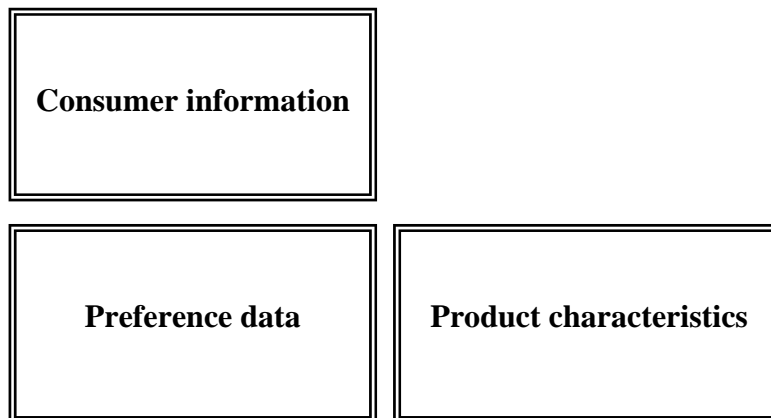 Consumer information
Preference data
Product characteristics